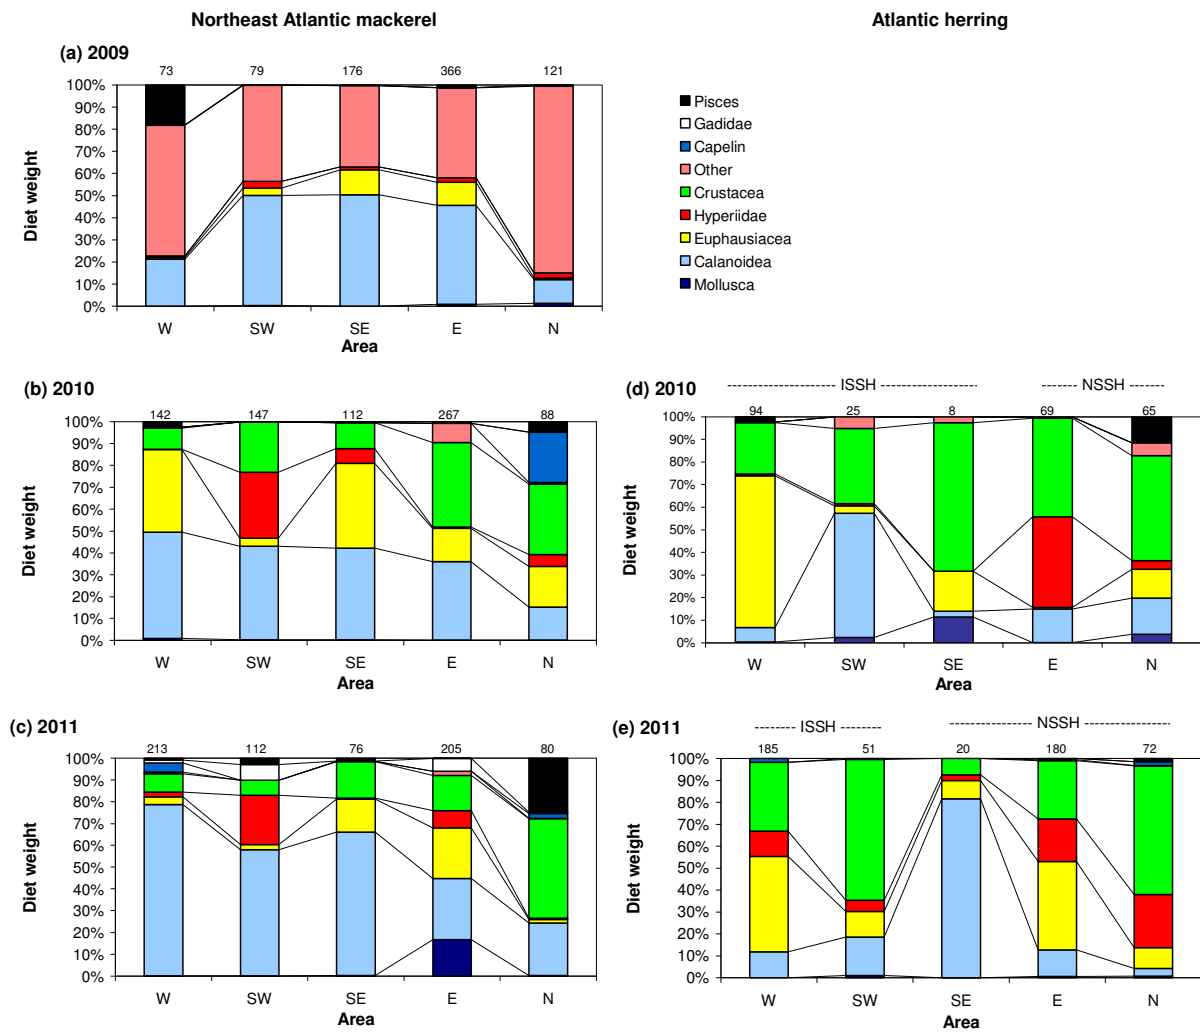 Northeast Atlantic mackerel
Atlantic herring
(a) 2009
73 79 176 366 121
100%
90%
80%
70%
60%
50%
40%
30%
20%
10%
0%
Diet weight
W SW SE E N
Area
Pisces
Gadidae
Capelin
Other
Crustacea
Hyperiidae
Euphausiacea
Calanoidea
Mollusca
(b) 2010
142 147 112 267 88
100%
90%
80%
70%
60%
50%
40%
30%
20%
10%
0%
Diet weight
W SW SE E N
Area
(d) 2010
ISSH NSSH
94 25 8 69 65
100%
90%
80%
70%
60%
50%
40%
30%
20%
10%
0%
Diet weight
W SW SE E N
Area
(c) 2011
213 112 76 205 80
100%
90%
80%
70%
60%
50%
40%
30%
20%
10%
0%
Diet weight
W SW SE E N
Area
(e) 2011
ISSH NSSH
185 51 20 180 72
100%
90%
80%
70%
60%
50%
40%
30%
20%
10%
0%
Diet weight
W SW SE E N
Area